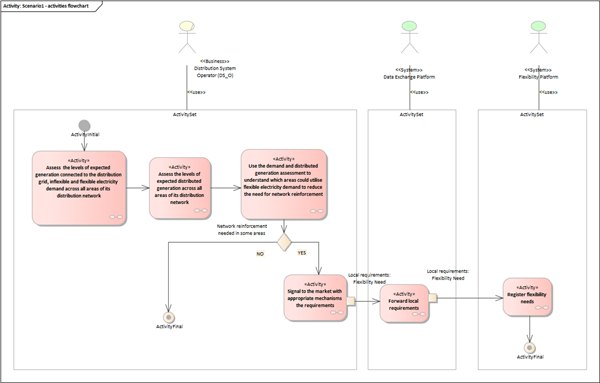 Activity: Scenario1 - activities flowchart
<<Business>>
Distribution System
Operator (DS_O)
<<use>>
<<System>>
Data Exchange Platform
<<use>>
<<System>>
Flexibility Platform
<<use>>
ActivitySet
ActivitySet
ActivitySet
ActivityInitial
«Activity»
Assess the levels of expected
generation connected to the distribution
grid, inflexible and flexible electricity
demand across all areas of its
distribution network
«Activity»
Assess the levels of
expected distributed
generation across all
areas of its distribution
network
«Activity»
Use the demand and distributed
generation assessment to
understand which areas could utilise
flexible electricity demand to reduce
the need for network reinforcement
Network reinforcement
needed in some areas
NO
YES
«Activity»
Signal to the market with
appropriate mechanisms
the requirements
Local requirements:
Flexibility Need
«Activity»
Forward local
requirements
Local requirements:
Flexibility Need
«Activity»
Register flexibility
needs
ActivityFinal
ActivityFinal